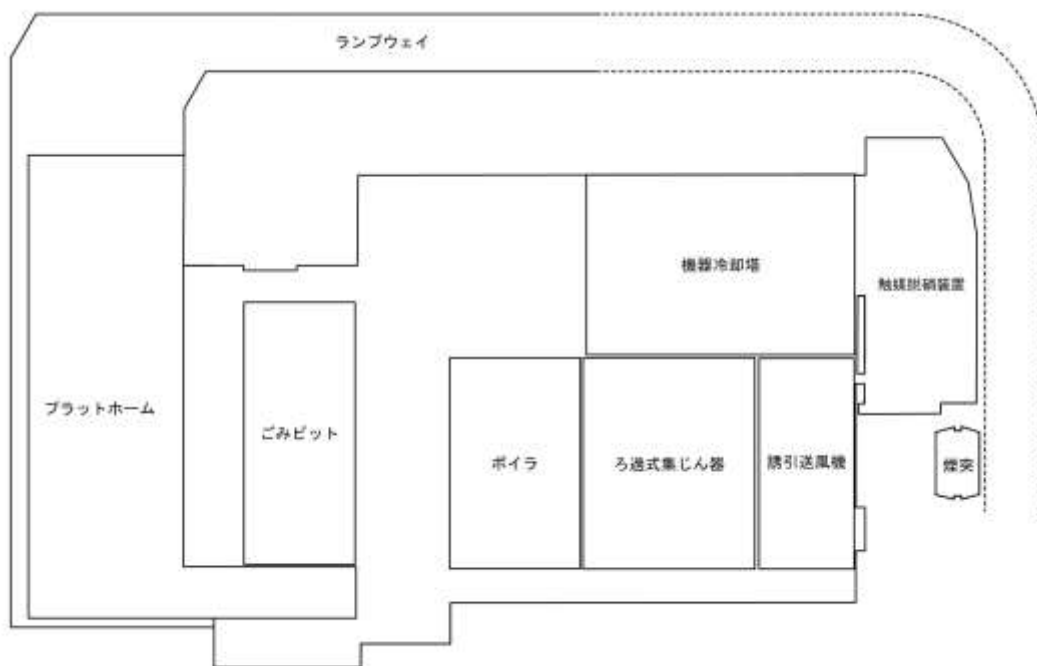 ランプウェイ
機器冷却塔
触媒脱硝装置
プラットホーム
ごみピット
ボイラ
ろ過式集じん器
誘引送風機
煙突